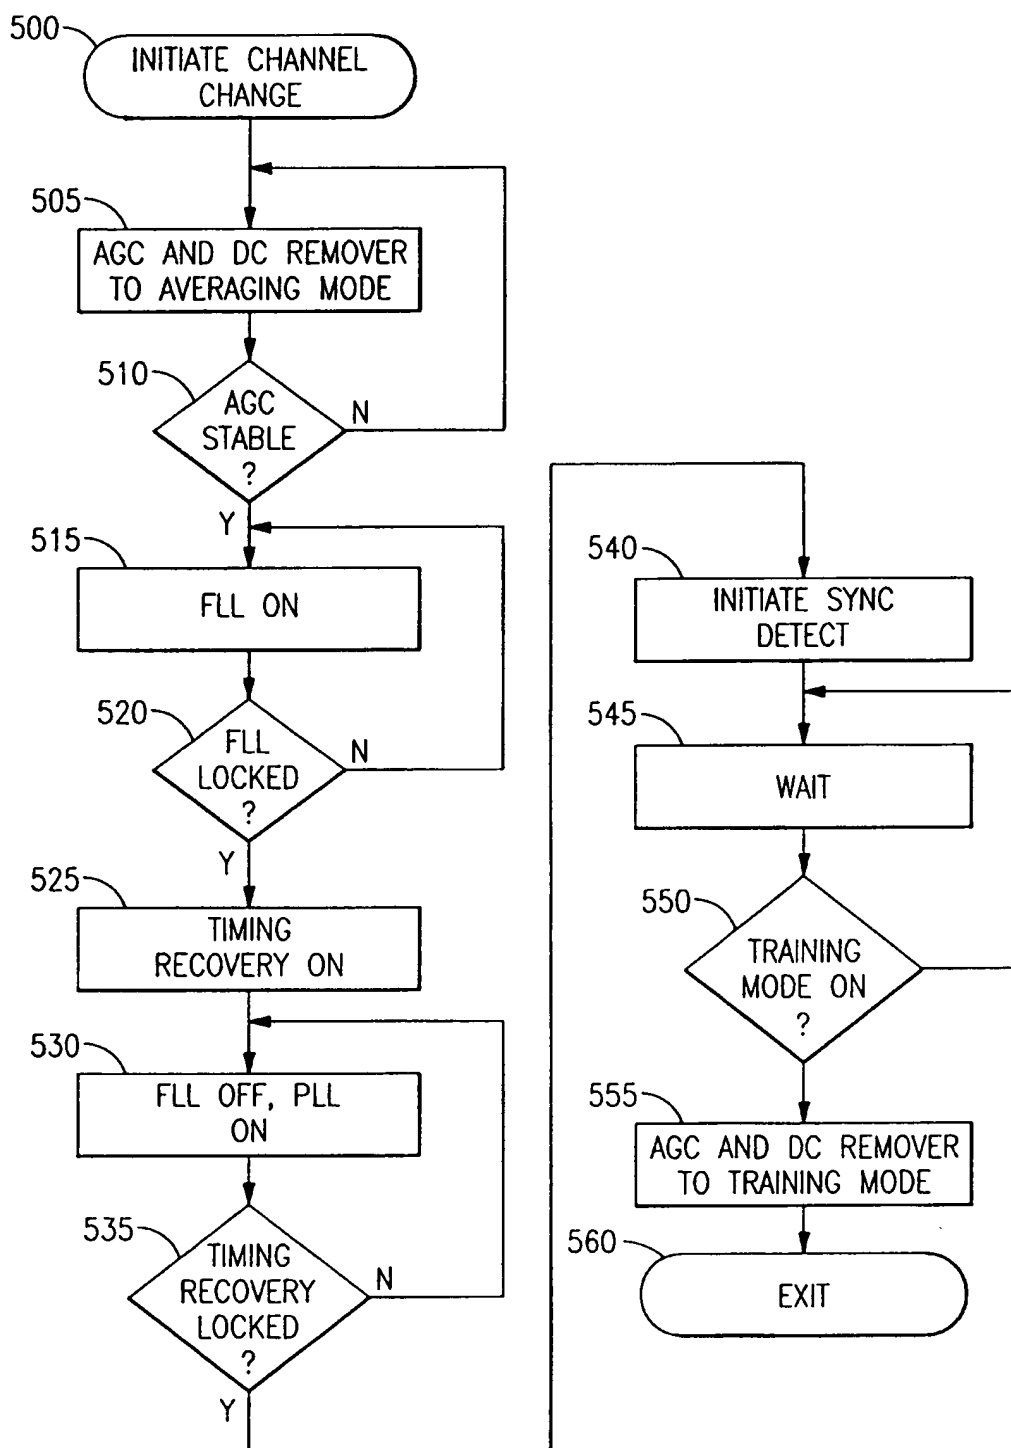 500
INITIATE CHANNEL
CHANGE
505
AGC AND DC REMOVER
TO AVERAGING MODE
510
AGC
STABLE
?
N
Y
515
FLL ON
520
FLL
LOCKED
?
N
Y
525
TIMING
RECOVERY ON
530
FLL OFF, PLL
ON
535
TIMING
RECOVERY
LOCKED
?
N
Y
540
INITIATE SYNC
DETECT
545
WAIT
550
TRAINING
MODE ON
?
555
AGC AND DC REMOVER
TO TRAINING MODE
560
EXIT